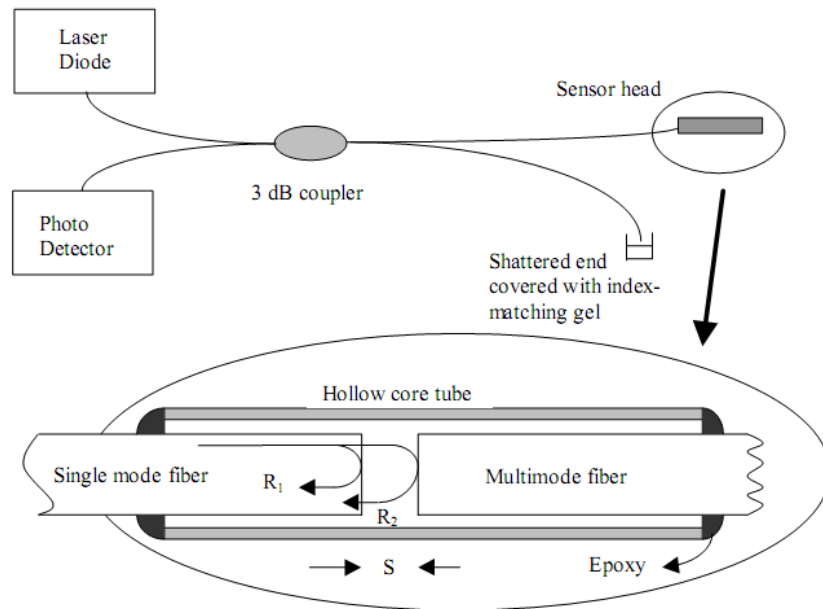 Laser
Diode
Sensor head
3 dB coupler
Photo
Detector
Shattered end
covered with index-
matching gel
Hollow core tube
Single mode fiber
Multimode fiber
R₁
R₂
S
Epoxy